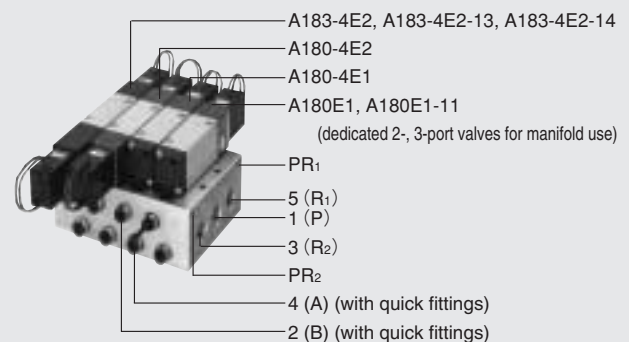 A183-4E2, A183-4E2-13, A183-4E2-14
A180-4E2
A180-4E1
A180E1, A180E1-11
(dedicated 2-, 3-port valves for manifold use)
PR1
5 (R1)
1 (P)
3 (R2)
PR2
4 (A) (with quick fittings)
2 (B) (with quick fittings)